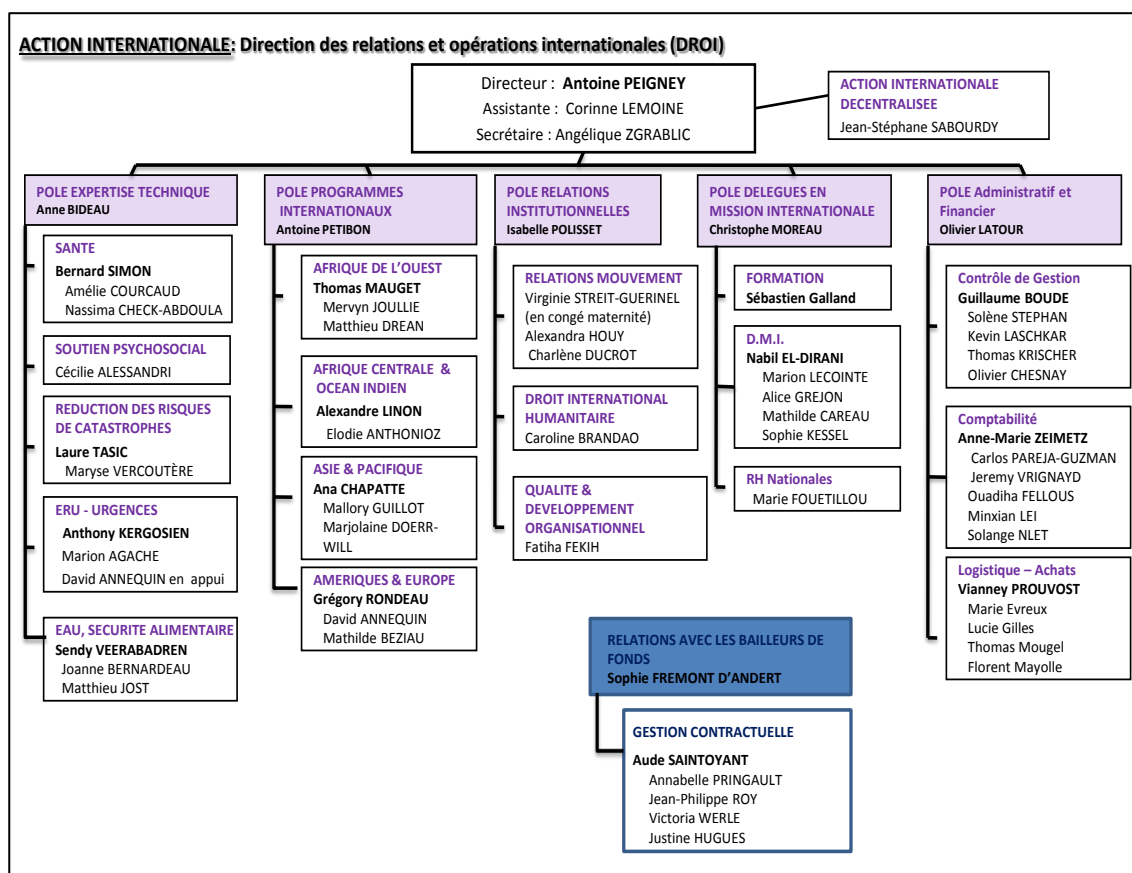 ACTION INTERNATIONALE: Direction des relations et opérations internationales (DROI)
Directeur : Antoine PEIGNEY
Assistante : Corinne LEMOINE
Secrétaire : Angélique ZGRABLIC
ACTION INTERNATIONALE
DECENTRALISEE
Jean-Stéphane SABOURDY
POLE EXPERTISE TECHNIQUE
Anne BIDEAU
SANTE
Bernard SIMON
Amélie COURCAUD
Nassima CHECK-ABDOULA
SOUTIEN PSYCHOSOCIAL
Cécilie ALESSANDRI
REDUCTION DES RISQUES
DE CATASTROPHES
Laure TASIC
Maryse VERCOUTÈRE
ERU - URGENCES
Anthony KERGOSIEN
Marion AGACHE
David ANNEQUIN en appui
EAU, SECURITE ALIMENTAIRE
Sendy VEERABADREN
Joanne BERNARDEAU
Matthieu JOST
POLE PROGRAMMES
INTERNATIONAUX
Antoine PETIBON
AFRIQUE DE L'OUEST
Thomas MAUGET
Mervyn JOULLIE
Matthieu DREAN
AFRIQUE CENTRALE &
OCEAN INDIEN
Alexandre LINON
Elodie ANTHONIOZ
ASIE & PACIFIQUE
Ana CHAPATTE
Mallory GUILLOT
Marjolaine DOERR-
WILL
AMERIQUES & EUROPE
Grégory RONDEAU
David ANNEQUIN
Mathilde BEZIAU
POLE RELATIONS
INSTITUTIONNELLES
Isabelle POLISSET
RELATIONS MOUVEMENT
Virginie STREIT-GUERINEL
(en congé maternité)
Alexandra HOUY
Charlène DUCROT
DROIT INTERNATIONAL
HUMANITAIRE
Caroline BRANDAO
QUALITE &
DEVELOPPEMENT
ORGANISATIONNEL
Fatiha FEKIH
POLE DELEGUES EN
MISSION INTERNATIONALE
Christophe MOREAU
FORMATION
Sébastien Galland
D.M.I.
Nabil EL-DIRANI
Marion LECOINTE
Alice GREJON
Mathilde CAREAU
Sophie KESSEL
RH Nationales
Marie FOUETILLOU
POLE Administratif et
Financier
Olivier LATOUR
Contrôle de Gestion
Guillaume BOUDE
Solène STEPHAN
Kevin LASCHKAR
Thomas KRISCHER
Olivier CHESNAY
Comptabilité
Anne-Marie ZEIMETZ
Carlos PAREJA-GUZMAN
Jeremy VRIGNAYD
Ouadiha FELLOUS
Minxian LEI
Solange NLET
Logistique – Achats
Vianney PROUVOST
Marie Evreux
Lucie Gilles
Thomas Mougel
Florent Mayolle
RELATIONS AVEC LES BAILLEURS DE
FONDS
Sophie FREMONT D'ANDERT
GESTION CONTRACTUELLE
Aude SAINTOYANT
Annabelle PRINGAULT
Jean-Philippe ROY
Victoria WERLE
Justine HUGUES